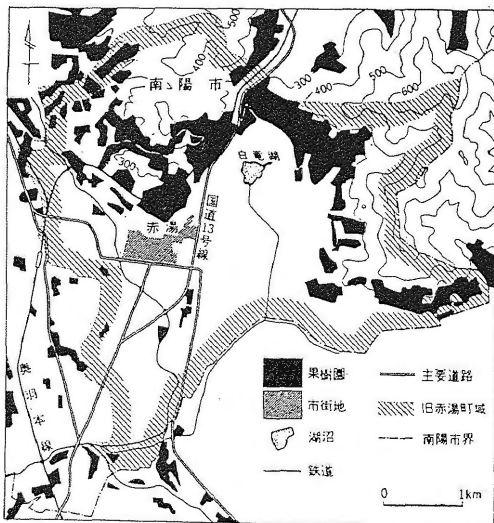 500
400
南陽市
300
400
500
600
300
白竜湖
赤湯
国道13号線
奥羽本線
果樹園
主要道路
市街地
旧赤湯町域
湖沼
南陽市界
鉄道
0 1km